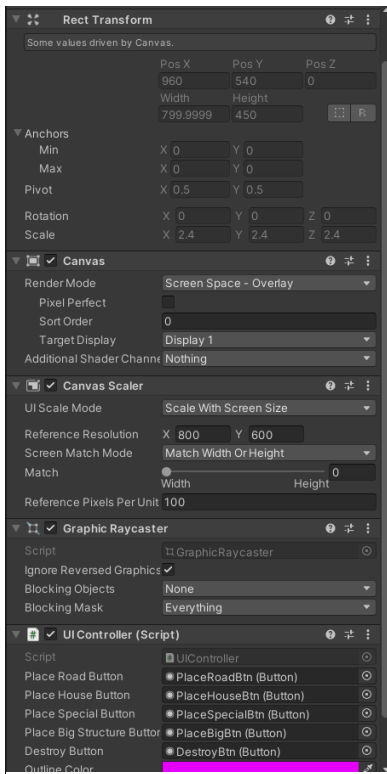 Rect Transform
Some values driven by Canvas.
Pos X Pos Y Pos Z
960 540 0
Width Height
799.9999 450 R
Anchors
Min X 0 Y 0
Max X 0 Y 0
Pivot X 0.5 Y 0.5
Rotation X 0 Y 0 Z 0
Scale X 2.4 Y 2.4 Z 2.4
Canvas
Render Mode Screen Space - Overlay
Pixel Perfect
Sort Order 0
Target Display Display 1
Additional Shader Channe Nothing
Canvas Scaler
UI Scale Mode Scale With Screen Size
Reference Resolution X 800 Y 600
Screen Match Mode Match Width Or Height
Match 0
Width Height
Reference Pixels Per Unit 100
Graphic Raycaster
Script GraphicRaycaster
Ignore Reversed Graphics
Blocking Objects None
Blocking Mask Everything
# UI Controller (Script)
Script UIController
Place Road Button PlaceRoadBtn (Button)
Place House Button PlaceHouseBtn (Button)
Place Special Button PlaceSpecialBtn (Button)
Place Big Structure Buttor PlaceBigBtn (Button)
Destroy Button DestroyBtn (Button)
Outline Color